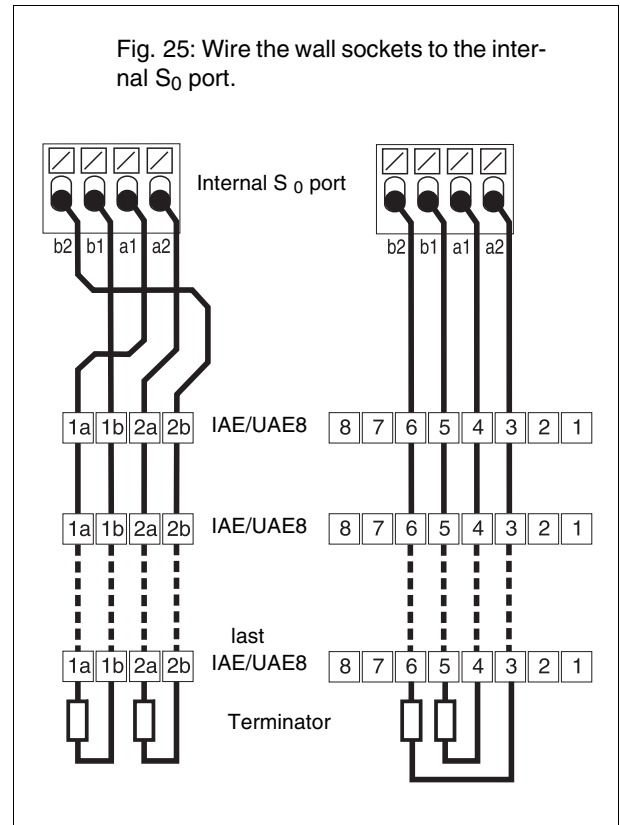 Fig. 25: Wire the wall sockets to the inter-
nal S0 port.
Internal S 0 port
b2 b1 a1 a2
b2 b1 a1 a2
1a 1b 2a 2b IAE/UAE8 8 7 6 5 4 3 2 1
1a 1b 2a 2b IAE/UAE8 8 7 6 5 4 3 2 1
last
1a 1b 2a 2b IAE/UAE8 8 7 6 5 4 3 2 1
Terminator